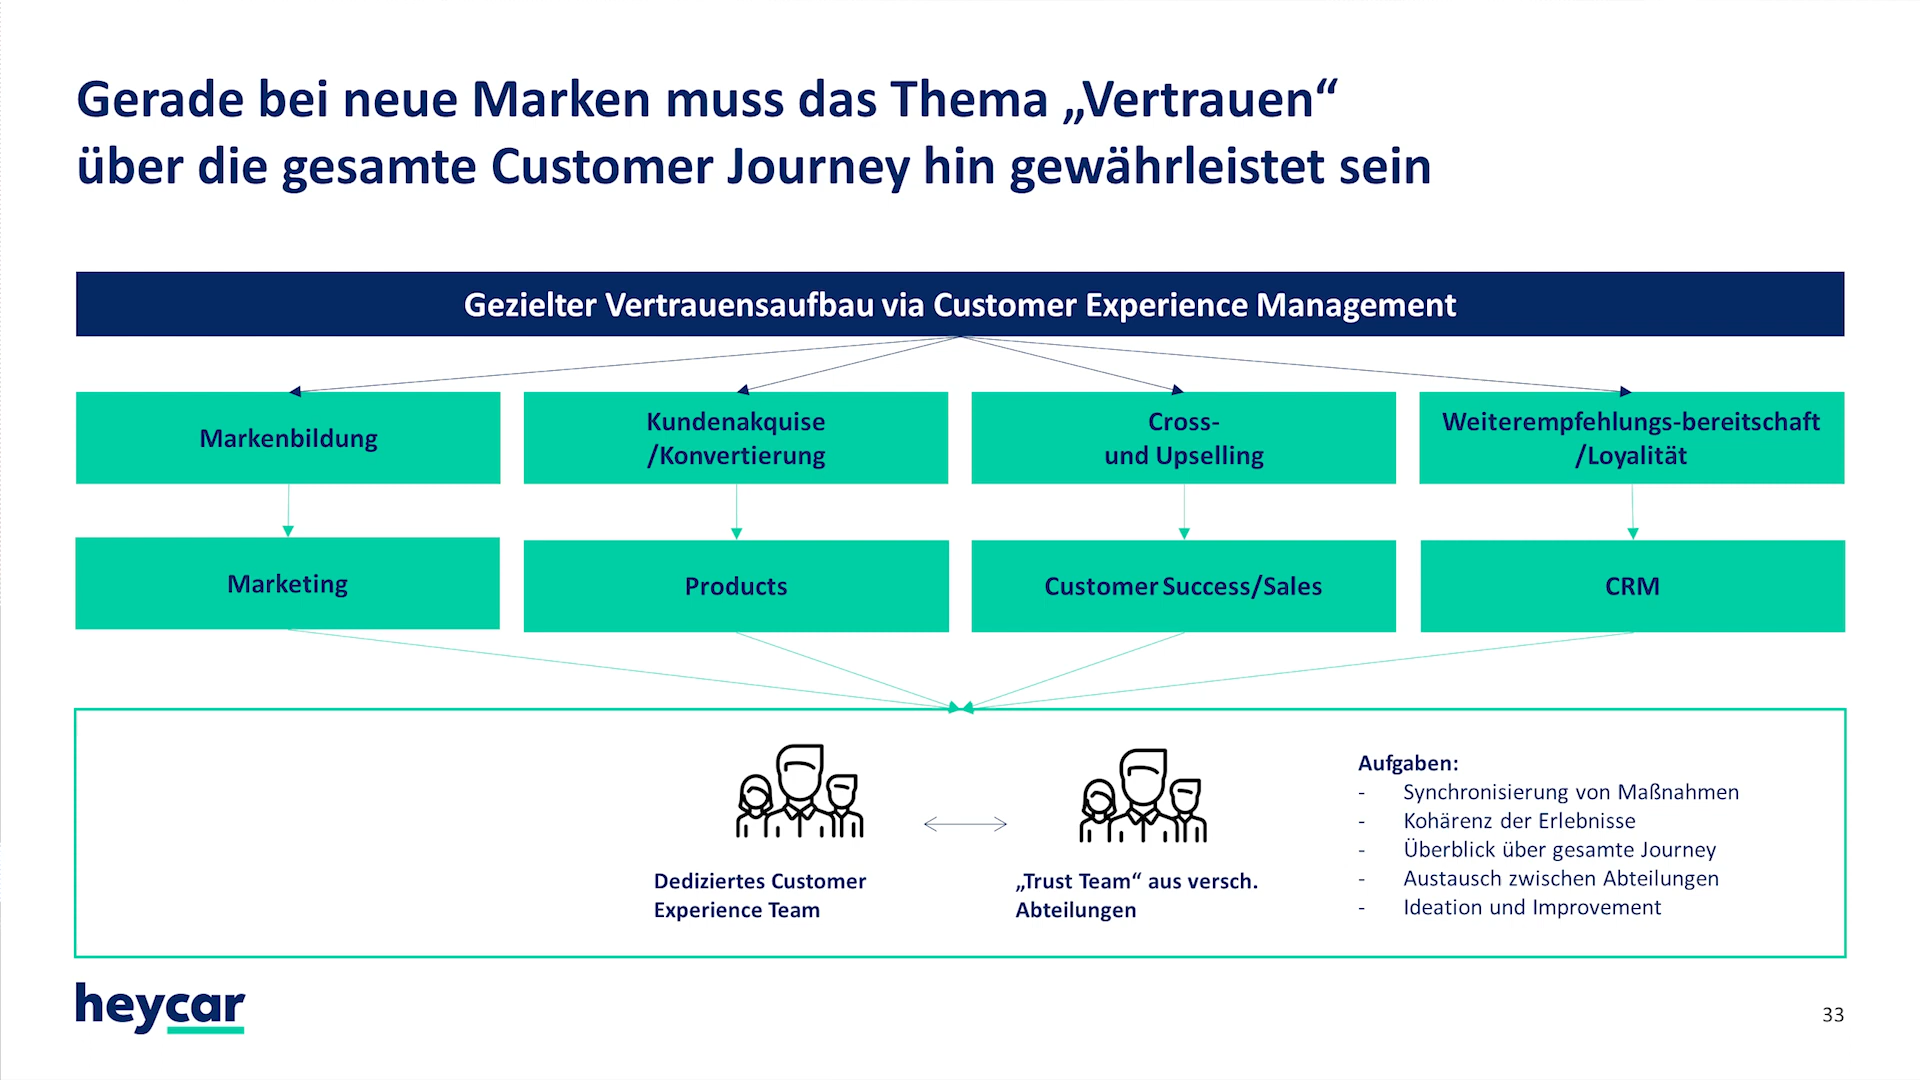 Gerade bei neue Marken muss das Thema „Vertrauen“
über die gesamte Customer Journey hin gewährleistet sein
Gezielter Vertrauensaufbau via Customer Experience Management
Markenbildung
Kundenakquise
/Konvertierung
Cross-
und Upselling
Weiterempfehlungs-bereitschaft
/Loyalität
Marketing
Products
Customer Success/Sales
CRM
Dediziertes Customer
Experience Team
„Trust Team“ aus versch.
Abteilungen
Aufgaben:
- Synchronisierung von Maßnahmen
- Kohärenz der Erlebnisse
- Überblick über gesamte Journey
- Austausch zwischen Abteilungen
- Ideation und Improvement
heycar
33